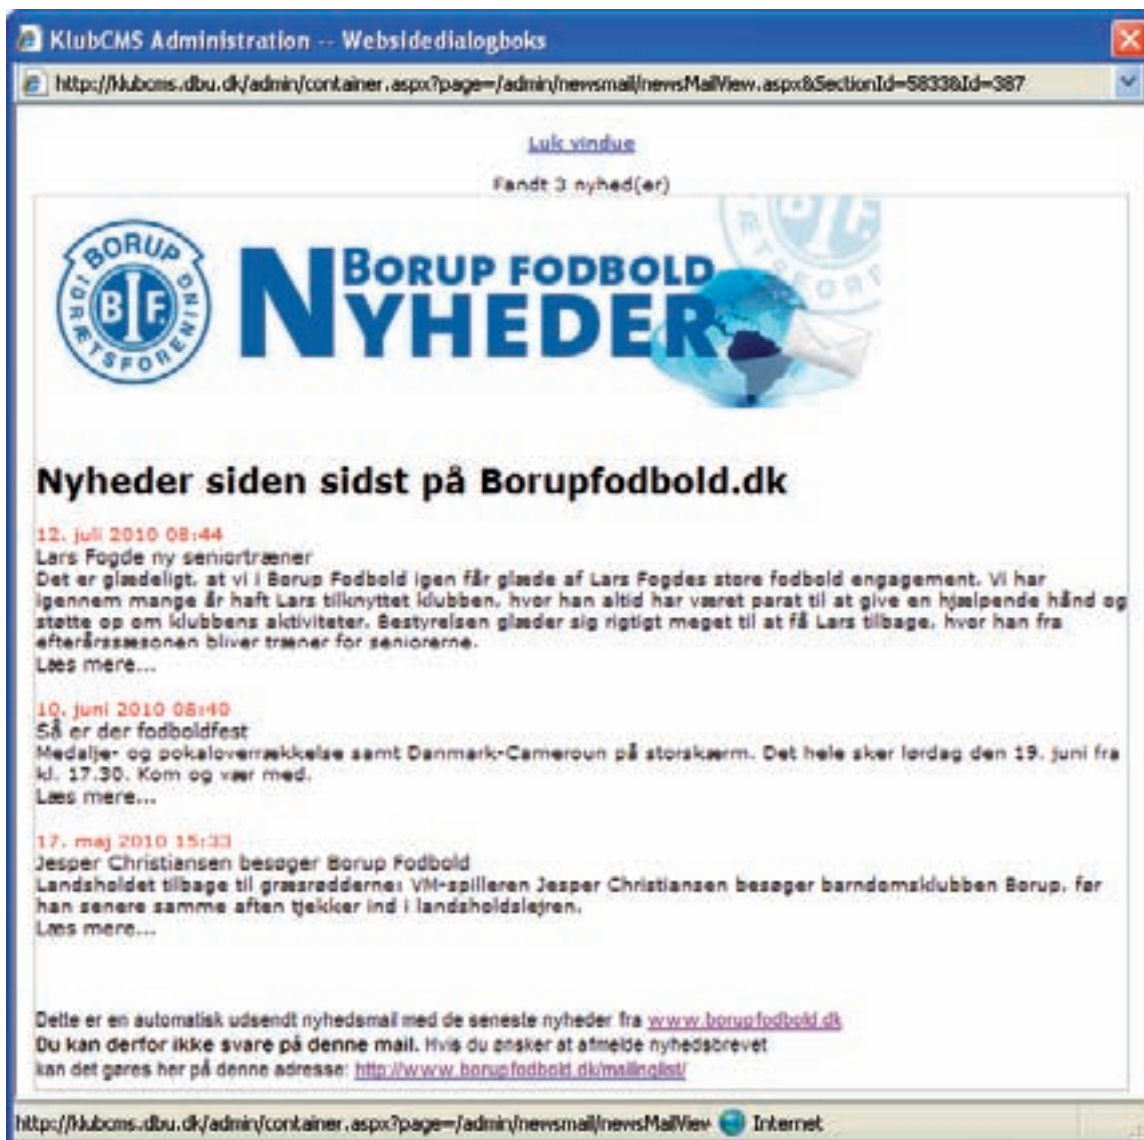 KlubCMS Administration -- Websidedialogboks
http://klubcms.dbu.dk/admin/container.aspx?page=/admin/newsmail/newsMailView.aspx&SectionId=5833&Id=387
Luk vindue
Fandt 3 nyhed(er)
BORUP
IDRÆTSFORENING
B.I.F.
BORUP FODBOLD
NYHEDER
Nyheder siden sidst på Borupfodbold.dk
12. juli 2010 08:44
Lars Fogde ny seniortræner
Det er glædeligt, at vi i Borup Fodbold igen får glæde af Lars Fogdes store fodbold engagement. Vi har
igennem mange år haft Lars tilknyttet klubben, hvor han altid har været parat til at give en hjælpende hånd og
støtte op om klubbens aktiviteter. Bestyrelsen glæder sig rigtigt meget til at få Lars tilbage, hvor han fra
efterårssæsonen bliver træner for seniorerne.
Læs mere...
10. juni 2010 08:40
Så er der fodboldfest
Medalje- og pokaloverrækkelse samt Danmark-Cameroun på storskærm. Det hele sker lørdag den 19. juni fra
kl. 17.30. Kom og vær med.
Læs mere...
17. maj 2010 15:33
Jesper Christiansen besøger Borup Fodbold
Landsholdet tilbage til græsrødderne: VM-spilleren Jesper Christiansen besøger barndomsklubben Borup, før
han senere samme aften tjekker ind i landsholdslejren.
Læs mere...
Dette er en automatisk udsendt nyhedsmail med de seneste nyheder fra www.borupfodbold.dk
Du kan derfor ikke svare på denne mail. Hvis du ønsker at afmelde nyhedsbrevet
kan det gøres her på denne adresse: http://www.borupfodbold.dk/mailinglist/
http://klubcms.dbu.dk/admin/container.aspx?page=/admin/newsmail/newsMailView Internet